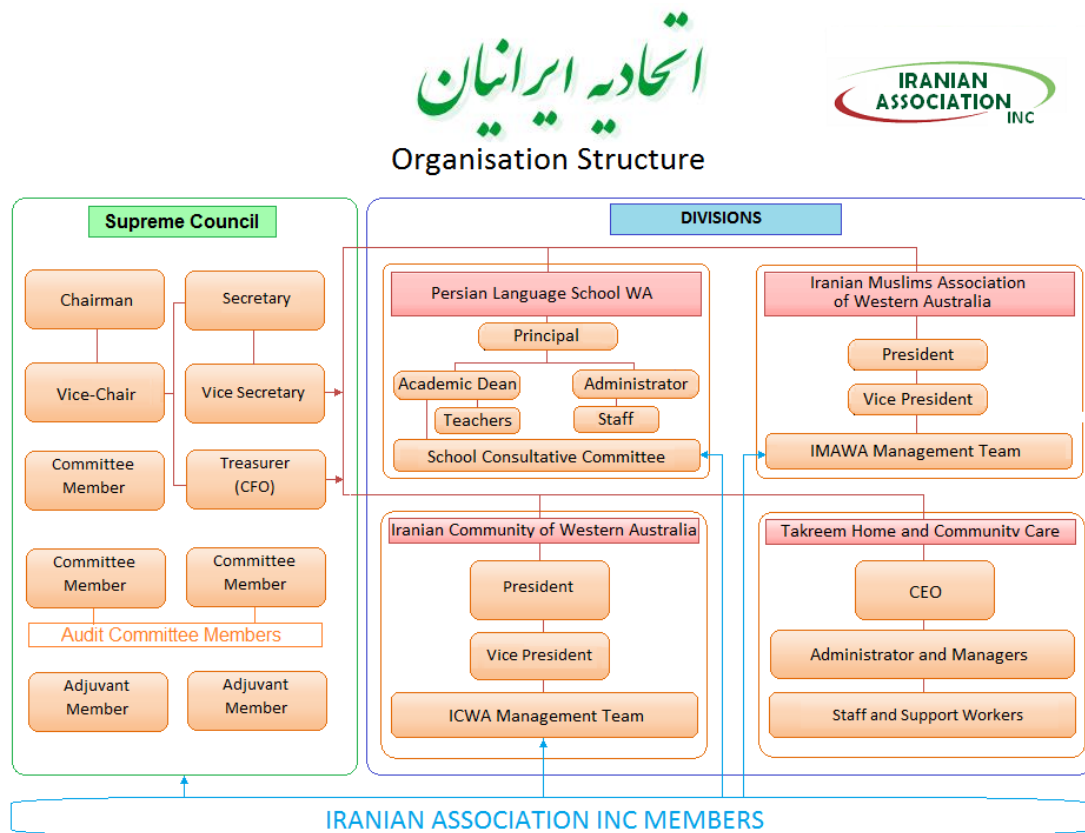 اتحادیه ایرانیان
IRANIAN
ASSOCIATION
INC
Organisation Structure
Supreme Council
Chairman
Secretary
Vice-Chair
Vice Secretary
Committee
Member
Treasurer
(CFO)
Committee
Member
Committee
Member
Audit Committee Members
Adjuvant
Member
Adjuvant
Member
DIVISIONS
Persian Language School WA
Principal
Academic Dean
Administrator
Teachers
Staff
School Consultative Committee
Iranian Muslims Association
of Western Australia
President
Vice President
IMAWA Management Team
Iranian Community of Western Australia
President
Vice President
ICWA Management Team
Takreem Home and Community Care
CEO
Administrator and Managers
Staff and Support Workers
IRANIAN ASSOCIATION INC MEMBERS